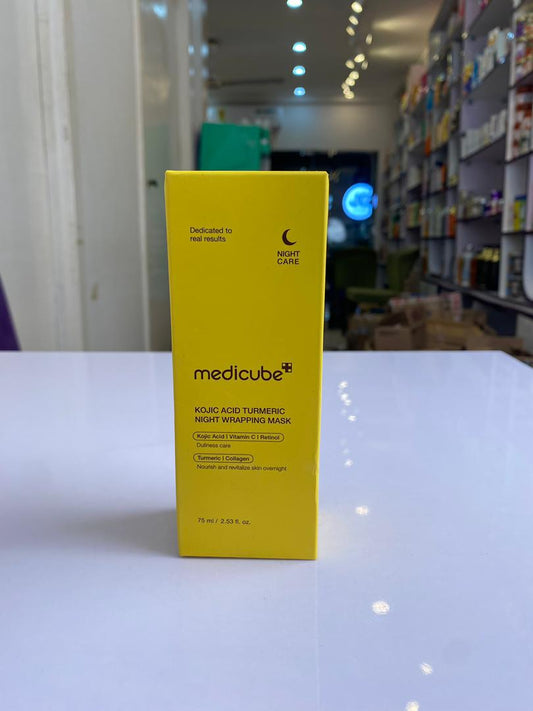 Dedicated to
real results
NIGHT
CARE
medicube
KOJIC ACID TURMERIC
NIGHT WRAPPING MASK
Kojic Acid | Vitamin C | Retinol
Dullness care
Turmeric | Collagen
Nourish and revitalize skin overnight
75 ml / 2.53 fl. oz.